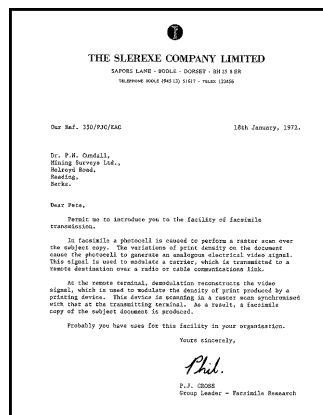 THE SLEREXE COMPANY LIMITED
SAPORS LANE - BOOLE - DORSET - BH 25 8 ER
TELEPHONE BOOLE (945 13) 51617 - TELEX 123456
Our Ref. 350/PJC/EAC
18th January, 1972.
Dr. P.N. Cundall,
Mining Surveys Ltd.,
Holroyd Road,
Reading,
Berks.
Dear Pete,
Permit me to introduce you to the facility of facsimile
transmission.
In facsimile a photocell is caused to perform a raster scan over
the subject copy. The variations of print density on the document
cause the photocell to generate an analogous electrical video signal.
This signal is used to modulate a carrier, which is transmitted to a
remote destination over a radio or cable communications link.
At the remote terminal, demodulation reconstructs the video
signal, which is used to modulate the density of print produced by a
printing device. This device is scanning in a raster scan synchronised
with that at the transmitting terminal. As a result, a facsimile
copy of the subject document is produced.
Probably you have uses for this facility in your organisation.
Yours sincerely,
Phil.
P.J. CROSS
Group Leader - Facsimile Research